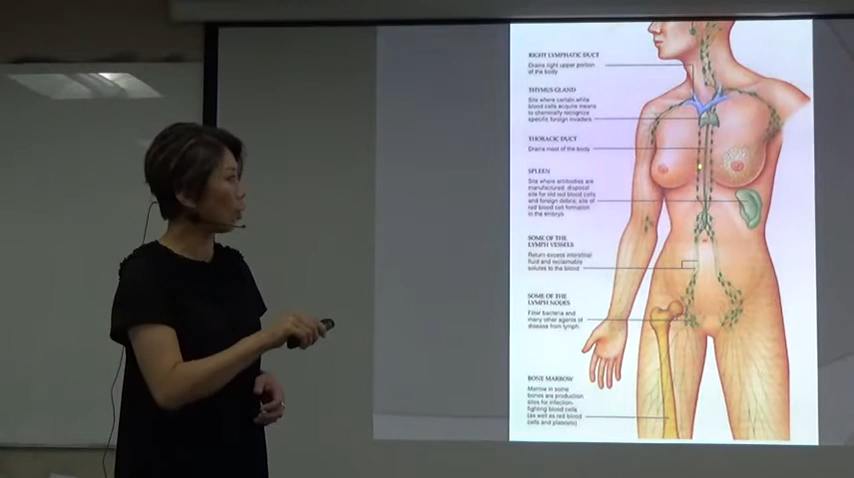 RIGHT LYMPHATIC DUCT
Drains right upper portion
of the body
THYMUS GLAND
Site where certain white
blood cells acquire means
to chemically recognize
specific foreign invaders
THORACIC DUCT
Drains most of the body
SPLEEN
Site where antibodies are
manufactured; disposal
site for old red blood cells
and foreign debris; site of
red blood cell formation
in the embryo
SOME OF THE
LYMPH VESSELS
Return excess interstitial
fluid and reclaimable
solutes to the blood
SOME OF THE
LYMPH NODES
Filter bacteria and
many other agents of
disease from lymph
BONE MARROW
Marrow in some
bones are production
sites for infection-
fighting blood cells
(as well as red blood
cells and platelets)